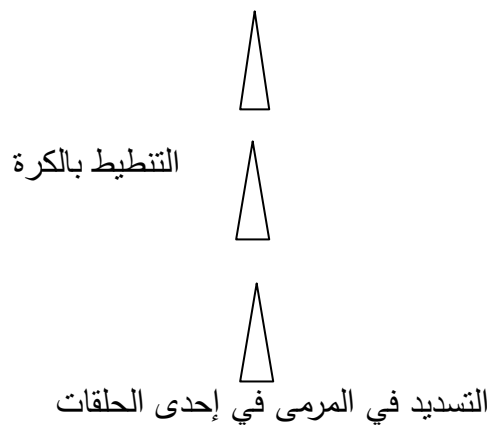 التنطيط بالكرة
التسديد في المرمى في إحدى الحلقات